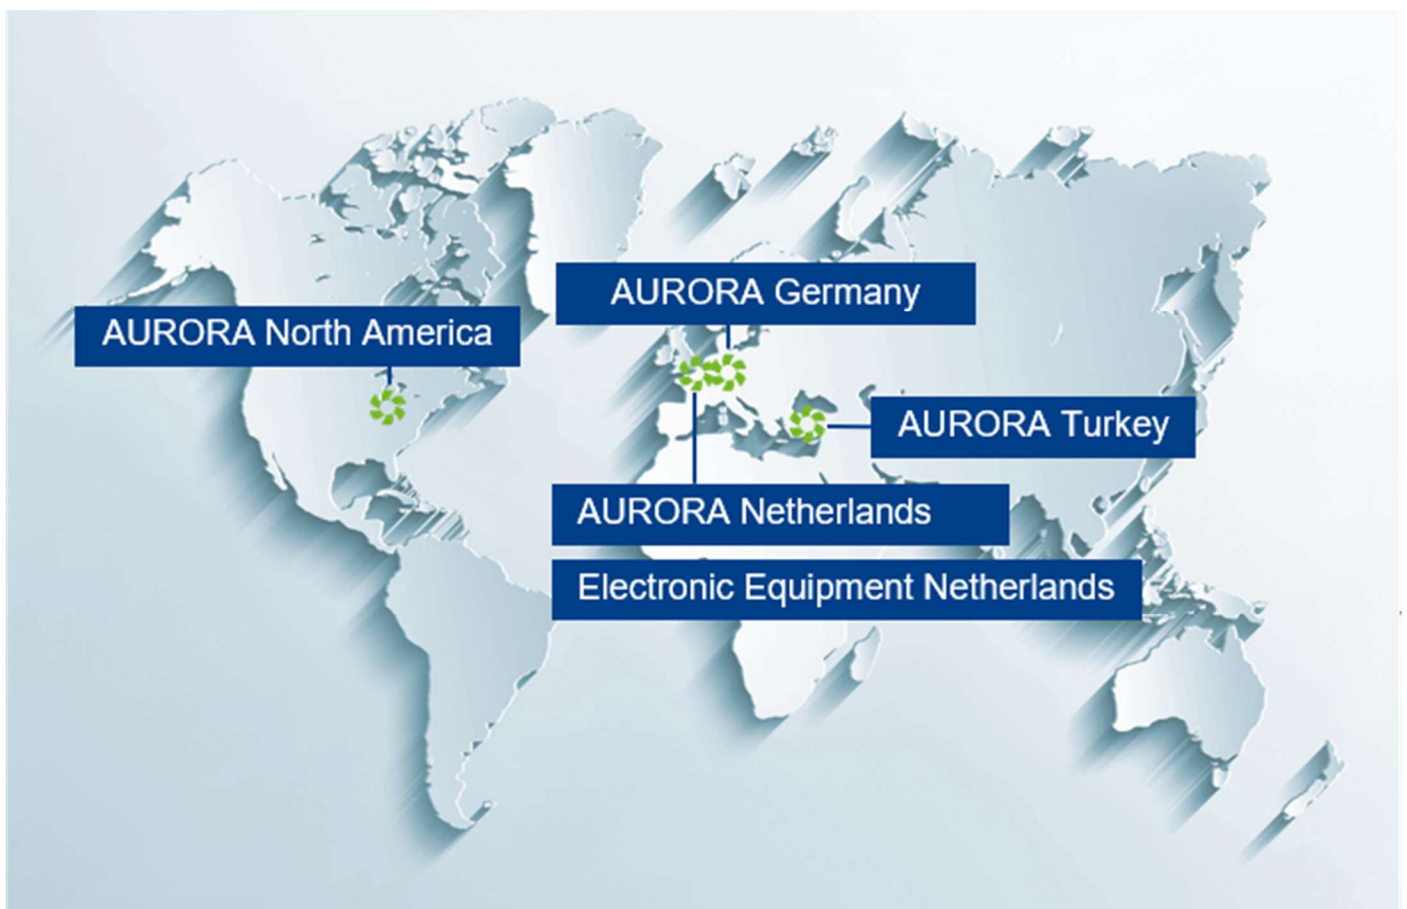 AURORA Germany
AURORA North America
AURORA Turkey
AURORA Netherlands
Electronic Equipment Netherlands